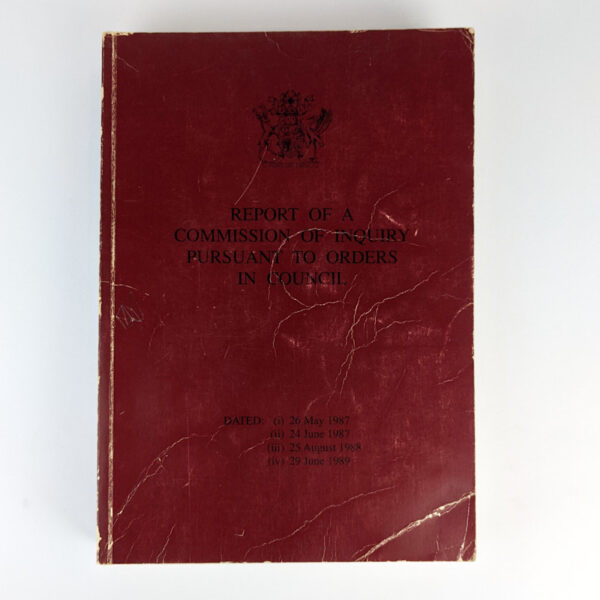 REPORT OF A
COMMISSION OF INQUIRY
PURSUANT TO ORDERS
IN COUNCIL
DATED: (i) 26 May 1987
(ii) 24 June 1987
(iii) 25 August 1988
(iv) 29 June 1989